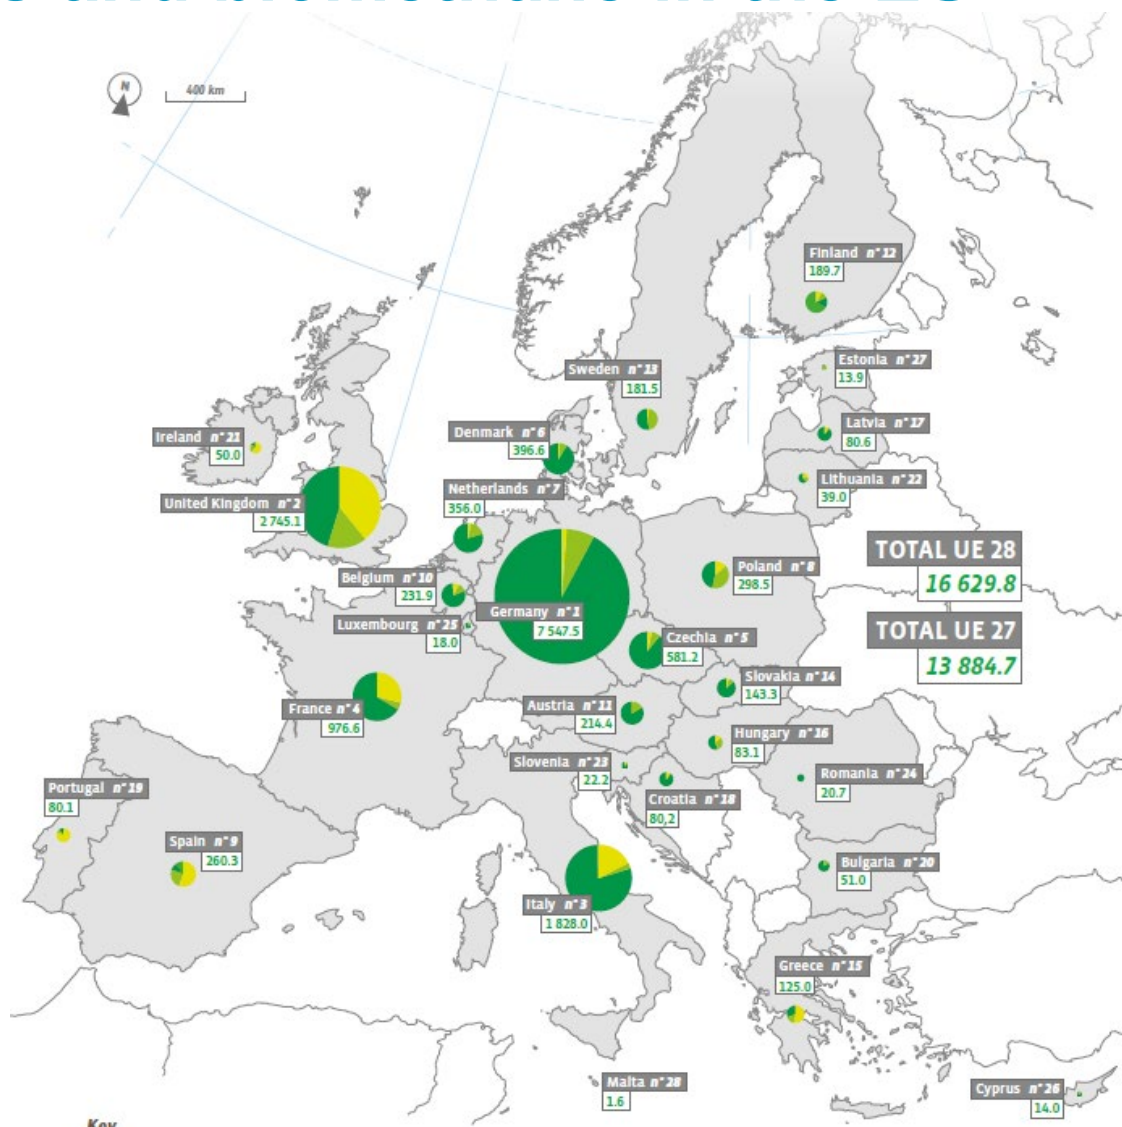 and biomethane in the EU
N
400 km
Finland n°12
189.7
Estonia n°27
13.9
Sweden n°13
181.5
Latvia n°17
80.6
Denmark n°6
396.6
Ireland n°21
50.0
Lithuania n°22
39.0
Netherlands n°7
356.0
United Kingdom n°2
2 745.1
TOTAL UE 28
16 629.8
Poland n°8
298.5
Belgium n°10
231.9
Germany n°1
7 547.5
Luxembourg n°25
18.0
TOTAL UE 27
13 884.7
Czechia n°5
581.2
Slovakia n°14
143.3
France n°4
976.6
Austria n°11
214.4
Hungary n°16
83.1
Slovenia n°23
22.2
Romania n°24
20.7
Portugal n°19
80.1
Croatia n°18
80,2
Spain n°9
260.3
Bulgaria n°20
51.0
Italy n°3
1 828.0
Greece n°15
125.0
Malta n°28
1.6
Cyprus n°26
14.0
Key